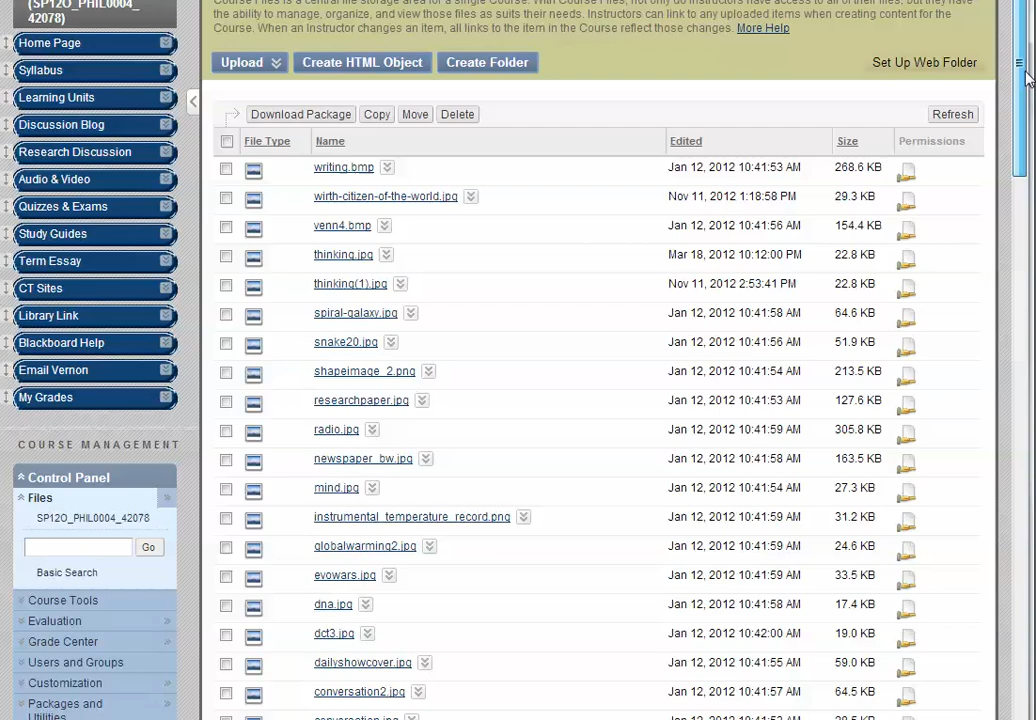 (SP12O_PHIL0004_
42078)
Home Page
Syllabus
Learning Units
Discussion Blog
Research Discussion
Audio & Video
Quizzes & Exams
Study Guides
Term Essay
CT Sites
Library Link
Blackboard Help
Email Vernon
My Grades
COURSE MANAGEMENT
Control Panel
Files
SP12O_PHIL0004_42078
Go
Basic Search
Course Tools
Evaluation
Grade Center
Users and Groups
Customization
Packages and
Utilities
Course Files is a central file storage area for a single Course. With Course Files, not only do Instructors have access to all of their files, but they have
the ability to manage, organize, and view those files as suits their needs. Instructors can link to any uploaded items when creating content for the
Course. When an Instructor changes an item, all links to the item in the Course reflect those changes. More Help
Upload Create HTML Object Create Folder Set Up Web Folder
Download Package Copy Move Delete Refresh
File Type Name Edited Size Permissions
writing.bmp Jan 12, 2012 10:41:53 AM 268.6 KB
wirth-citizen-of-the-world.jpg Nov 11, 2012 1:18:58 PM 29.3 KB
venn4.bmp Jan 12, 2012 10:41:56 AM 154.4 KB
thinking.jpg Mar 18, 2012 10:12:00 PM 22.8 KB
thinking(1).jpg Nov 11, 2012 2:53:41 PM 22.8 KB
spiral-galaxy.jpg Jan 12, 2012 10:41:58 AM 64.6 KB
snake20.jpg Jan 12, 2012 10:41:56 AM 51.9 KB
shapeimage_2.png Jan 12, 2012 10:41:54 AM 213.5 KB
researchpaper.jpg Jan 12, 2012 10:41:53 AM 127.6 KB
radio.jpg Jan 12, 2012 10:41:59 AM 305.8 KB
newspaper_bw.jpg Jan 12, 2012 10:41:58 AM 163.5 KB
mind.jpg Jan 12, 2012 10:41:54 AM 27.3 KB
instrumental_temperature_record.png Jan 12, 2012 10:41:59 AM 31.2 KB
globalwarming2.jpg Jan 12, 2012 10:41:59 AM 24.6 KB
evowars.jpg Jan 12, 2012 10:41:59 AM 33.5 KB
dna.jpg Jan 12, 2012 10:41:58 AM 17.4 KB
dct3.jpg Jan 12, 2012 10:42:00 AM 19.0 KB
dailyshowcover.jpg Jan 12, 2012 10:41:55 AM 59.0 KB
conversation2.jpg Jan 12, 2012 10:41:57 AM 64.5 KB